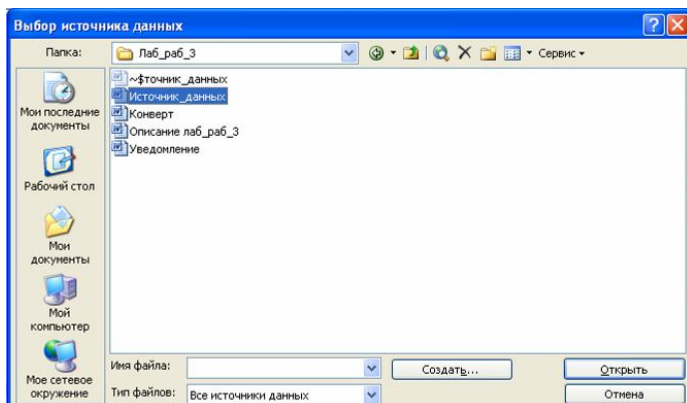 Выбор источника данных
Папка:
Лаб_раб_3
Сервис
~$точник_данных
Источник_данных
Конверт
Описание лаб_раб_3
Уведомление
Мои последние
документы
Рабочий стол
Мои
документы
Мой
компьютер
Мое сетевое
окружение
Имя файла:
Создать...
Открыть
Тип файлов:
Все источники данных
Отмена